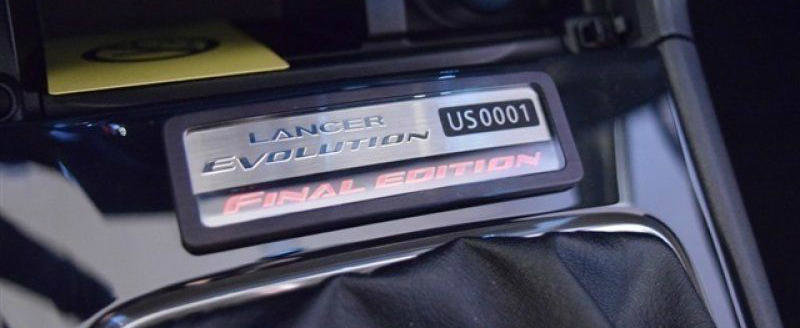 LANCER
EVOLUTION
US0001
FINAL EDITION